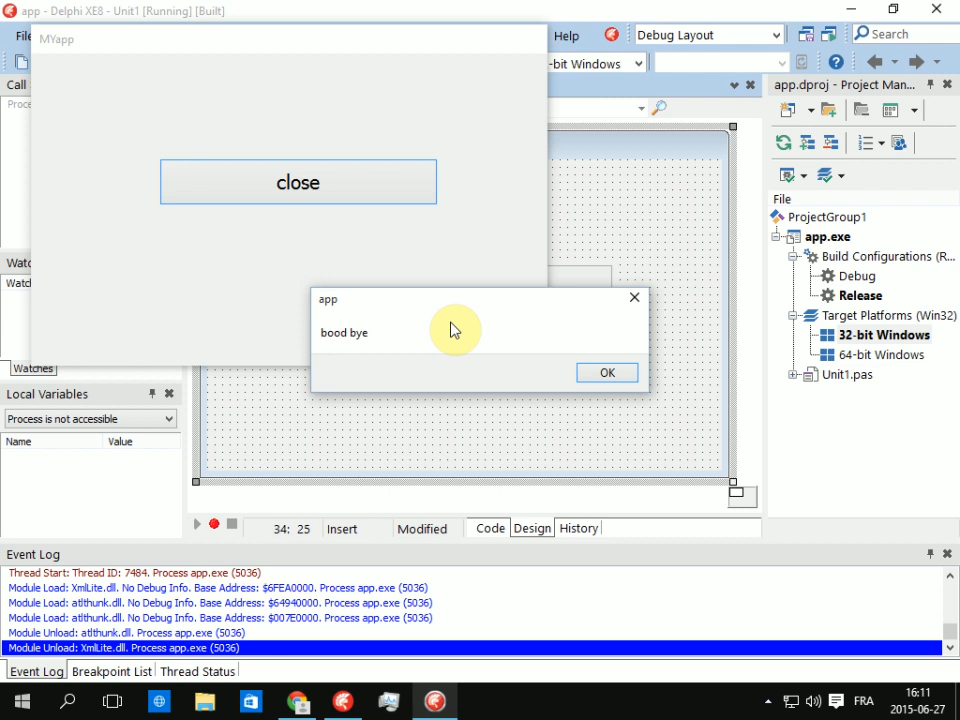 app - Delphi XE8 - Unit1 [Running] [Built]
MYapp
Help
Debug Layout
Search
-bit Windows
Call
app.dproj - Project Man...
close
File
ProjectGroup1
app.exe
Build Configurations (R...
Debug
Release
Target Platforms (Win32)
32-bit Windows
64-bit Windows
Unit1.pas
app
bood bye
OK
Watches
Local Variables
Process is not accessible
Name Value
34: 25 Insert Modified Code Design History
Event Log
Thread Start: Thread ID: 7484. Process app.exe (5036)
Module Load: XmlLite.dll. No Debug Info. Base Address: $6FEA0000. Process app.exe (5036)
Module Load: atlthunk.dll. No Debug Info. Base Address: $64940000. Process app.exe (5036)
Module Load: atlthunk.dll. No Debug Info. Base Address: $007E0000. Process app.exe (5036)
Module Unload: atlthunk.dll. Process app.exe (5036)
Module Unload: XmlLite.dll. Process app.exe (5036)
Event Log Breakpoint List Thread Status
FRA
16:11
2015-06-27